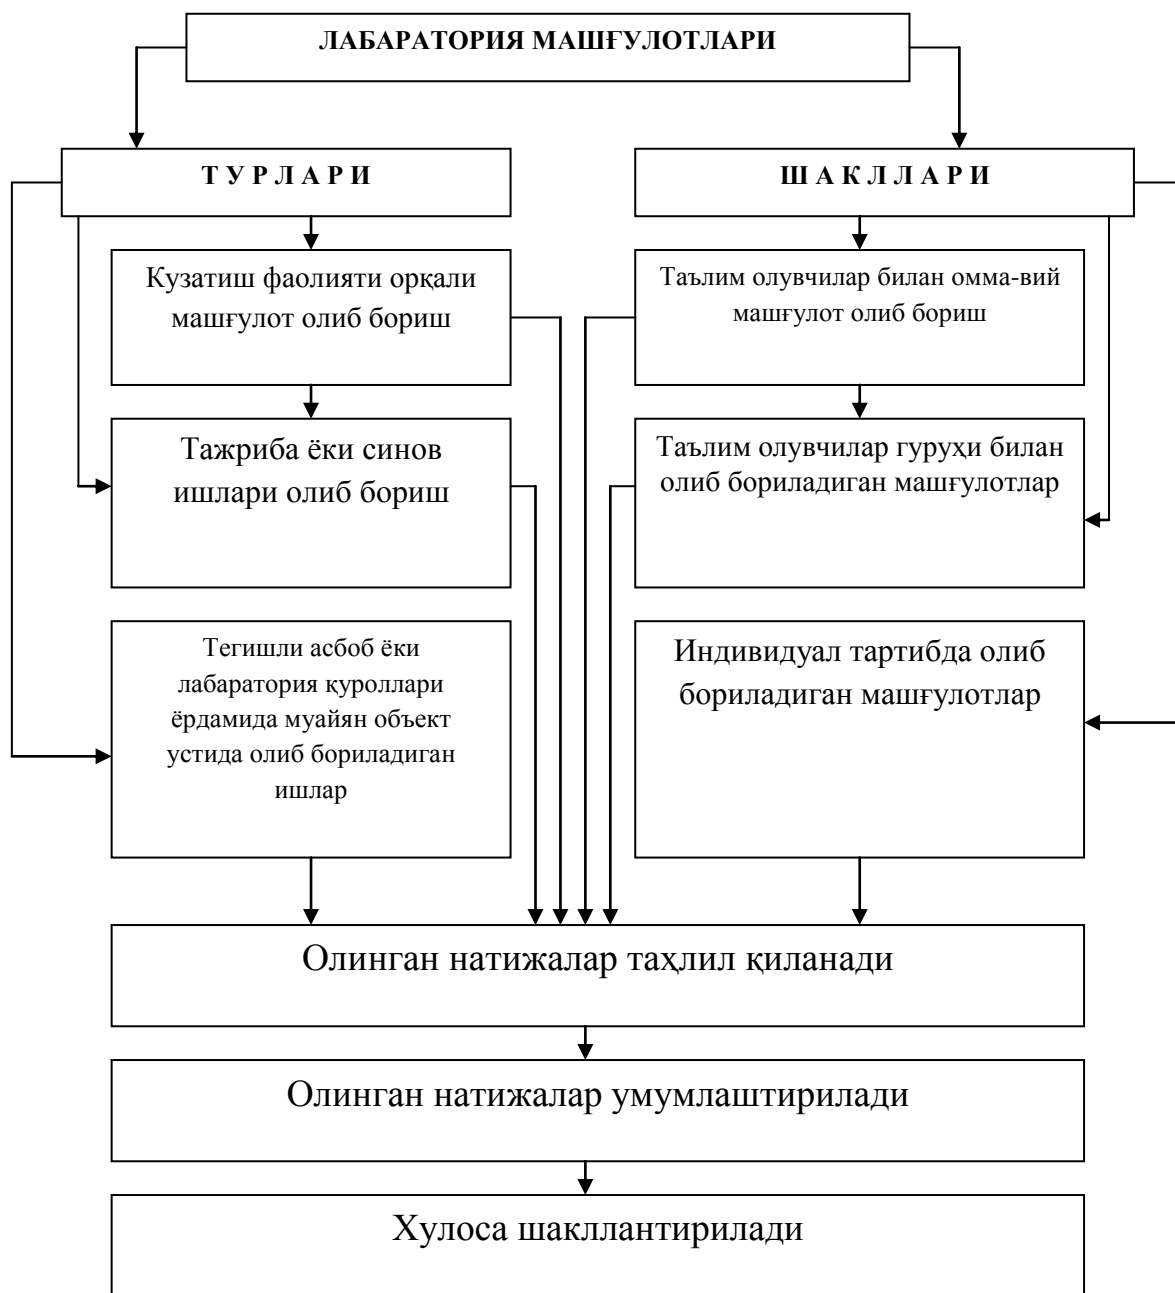 ЛАБАРАТОРИЯ МАШҒУЛОТЛАРИ
Т У Р Л А Р И
Ш А К Л Л А Р И
Кузатиш фаолияти орқали
машғулот олиб бориш
Таълим олувчилар билан омма-вий
машғулот олиб бориш
Тажриба ёки синов
ишлари олиб бориш
Таълим олувчилар гуруҳи билан
олиб бориладиган машғулотлар
Тегишли асбоб ёки
лабаратория қуроллари
ёрдамида муайян объект
устида олиб бориладиган
ишлар
Индивидуал тартибда олиб
бориладиган машғулотлар
Олинган натижалар таҳлил қиланади
Олинган натижалар умумлаштирилади
Хулоса шакллантирилади